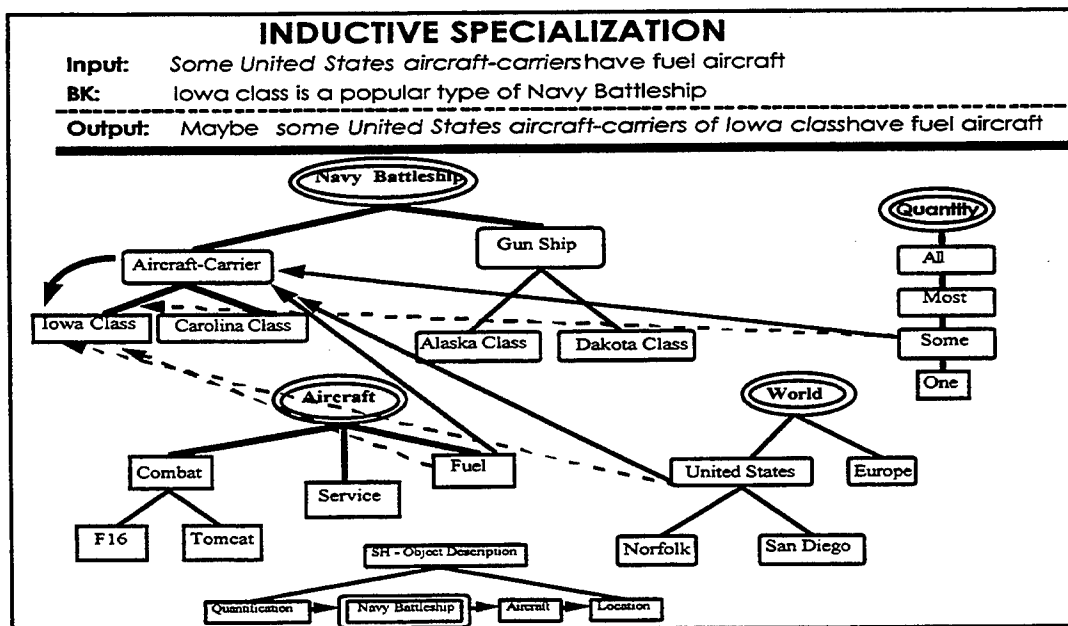 INDUCTIVE SPECIALIZATION
Input: Some United States aircraft-carriers have fuel aircraft
BK: Iowa class is a popular type of Navy Battleship
Output: Maybe some United States aircraft-carriers of Iowa classhave fuel aircraft
Navy Battleship
Quantity
Gun Ship
All
Aircraft-Carrier
Most
Iowa Class
Carolina Class
Alaska Class
Dakota Class
Some
One
Aircraft
World
Combat
Fuel
United States
Europe
Service
F16
Tomcat
Norfolk
San Diego
SH - Object Description
Quantification
Navy Battleship
Aircraft
Location